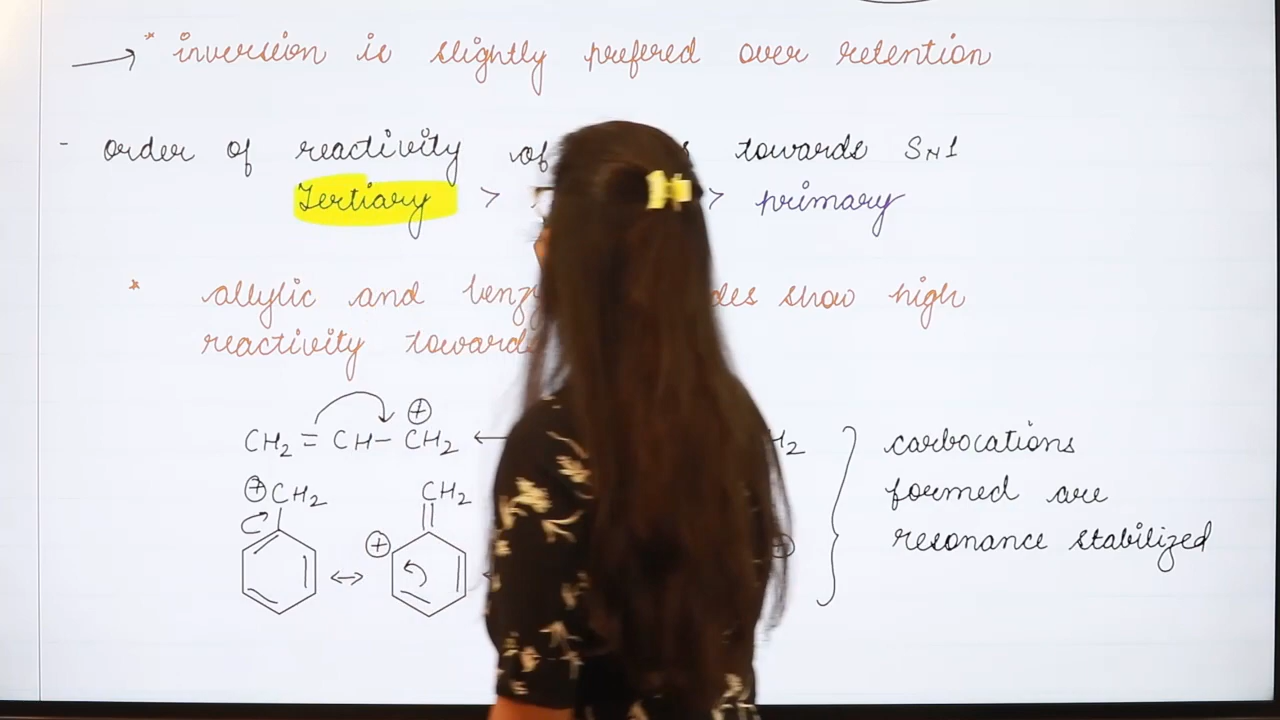 * inversion is slightly prefered over retention
- order of reactivity of towards SN1
Tertiary > > primary
* allylic and show high
reactivity towards
CH2 = CH - CH2 ⊕ ←
carbocations
⊕ CH2 CH2
formed are
⊕ ↔
resonance stabilized